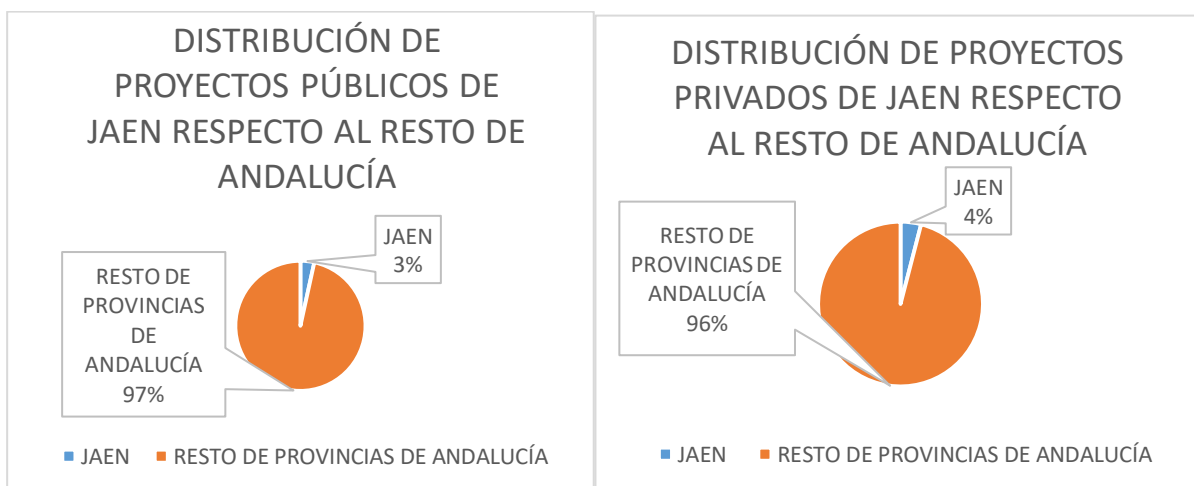 DISTRIBUCIÓN DE
PROYECTOS PÚBLICOS DE
JAEN RESPECTO AL RESTO DE
ANDALUCÍA
JAEN
3%
RESTO DE
PROVINCIAS
DE
ANDALUCÍA
97%
JAEN
RESTO DE PROVINCIAS DE ANDALUCÍA
DISTRIBUCIÓN DE PROYECTOS
PRIVADOS DE JAEN RESPECTO
AL RESTO DE ANDALUCÍA
JAEN
4%
RESTO DE
PROVINCIAS DE
ANDALUCÍA
96%
JAEN
RESTO DE PROVINCIAS DE ANDALUCÍA